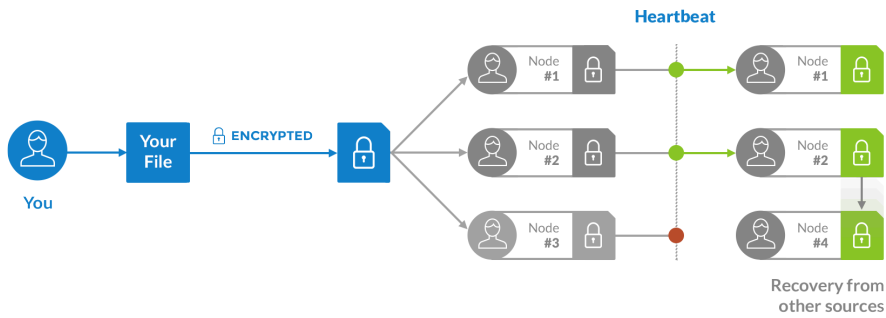 Heartbeat
You
Your
File
ENCRYPTED
Node
#1
Node
#2
Node
#3
Node
#1
Node
#2
Node
#4
Recovery from
other sources